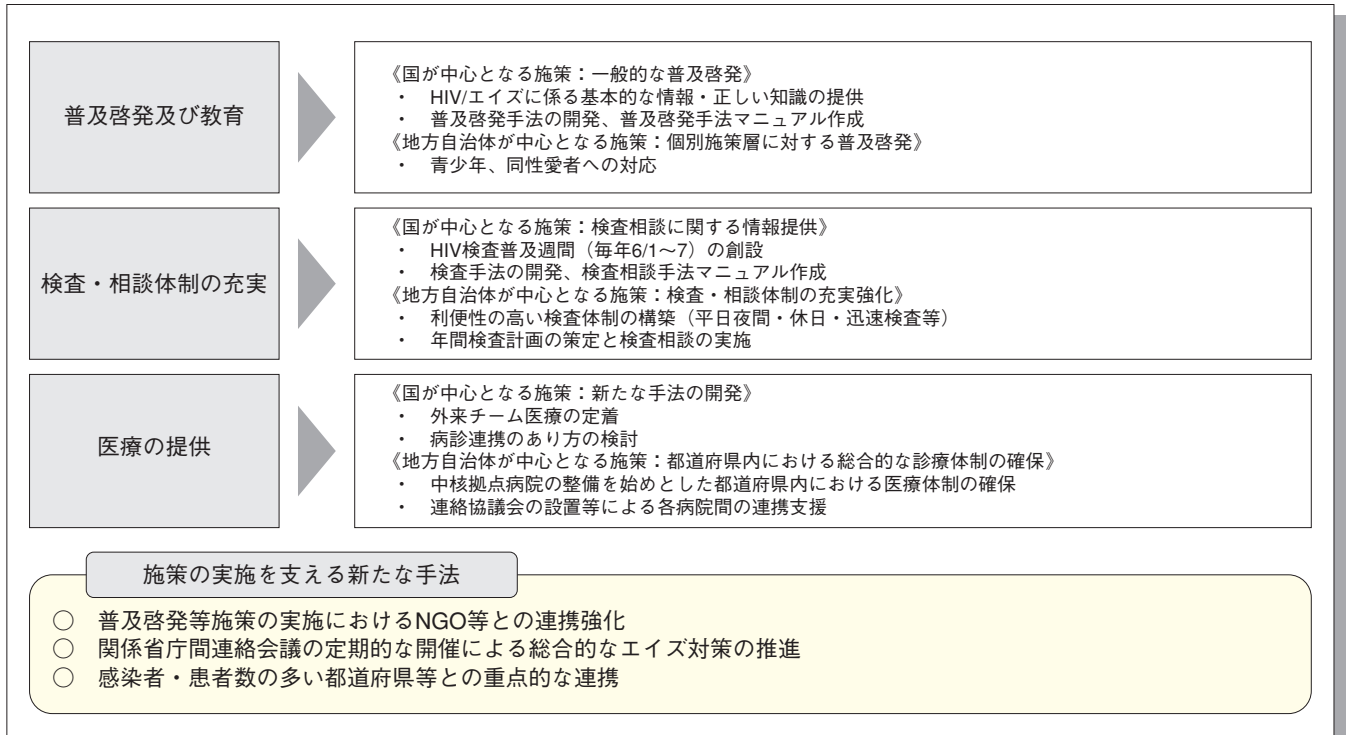 普及啓発及び教育
《国が中心となる施策：一般的な普及啓発》
・ HIV/エイズに係る基本的な情報・正しい知識の提供
・ 普及啓発手法の開発、普及啓発手法マニュアル作成
《地方自治体が中心となる施策：個別施策層に対する普及啓発》
・ 青少年、同性愛者への対応
検査・相談体制の充実
《国が中心となる施策：検査相談に関する情報提供》
・ HIV検査普及週間（毎年6/1～7）の創設
・ 検査手法の開発、検査相談手法マニュアル作成
《地方自治体が中心となる施策：検査・相談体制の充実強化》
・ 利便性の高い検査体制の構築（平日夜間・休日・迅速検査等）
・ 年間検査計画の策定と検査相談の実施
医療の提供
《国が中心となる施策：新たな手法の開発》
・ 外来チーム医療の定着
・ 病診連携のあり方の検討
《地方自治体が中心となる施策：都道府県内における総合的な診療体制の確保》
・ 中核拠点病院の整備を始めとした都道府県内における医療体制の確保
・ 連絡協議会の設置等による各病院間の連携支援
施策の実施を支える新たな手法
○ 普及啓発等施策の実施におけるNGO等との連携強化
○ 関係省庁間連絡会議の定期的な開催による総合的なエイズ対策の推進
○ 感染者・患者数の多い都道府県等との重点的な連携